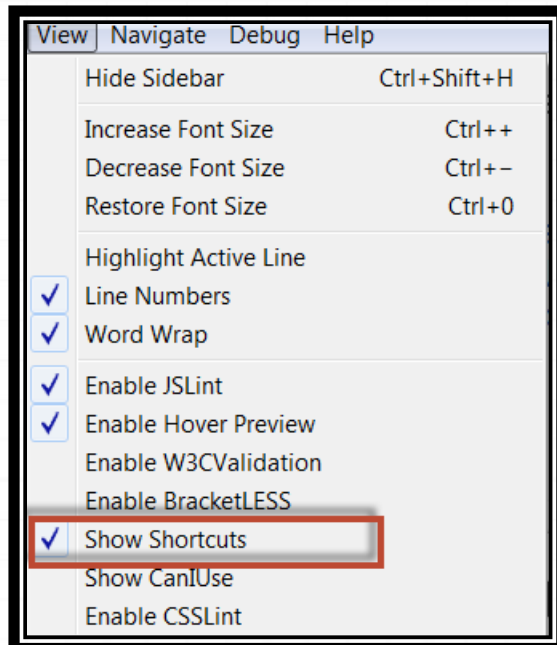 View Navigate Debug Help
Hide Sidebar Ctrl+Shift+H
Increase Font Size Ctrl++
Decrease Font Size Ctrl+−
Restore Font Size Ctrl+0
Highlight Active Line
Line Numbers
Word Wrap
Enable JSLint
Enable Hover Preview
Enable W3CValidation
Enable BracketLESS
Show Shortcuts
Show CanIUse
Enable CSSLint